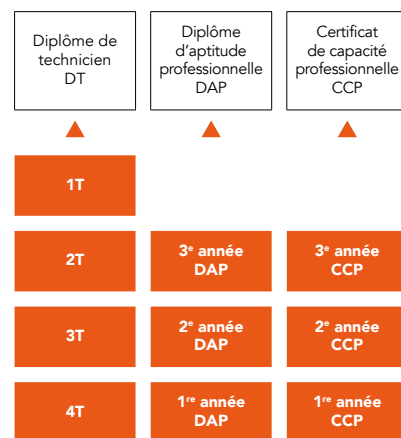 Diplôme de
technicien
DT
Diplôme
d'aptitude
professionnelle
DAP
Certificat
de capacité
professionnelle
CCP
1T
2T
3e année
DAP
3e année
CCP
3T
2e année
DAP
2e année
CCP
4T
1re année
DAP
1re année
CCP